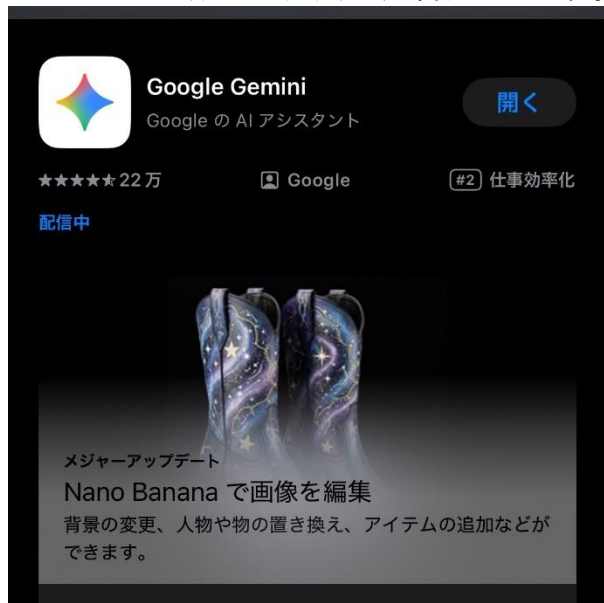 Google Gemini
Google の AI アシスタント
開く
★★★★★ 22万
Google
#2 仕事効率化
配信中
メジャーアップデート
Nano Banana で画像を編集
背景の変更、人物や物の置き換え、アイテムの追加などが
できます。